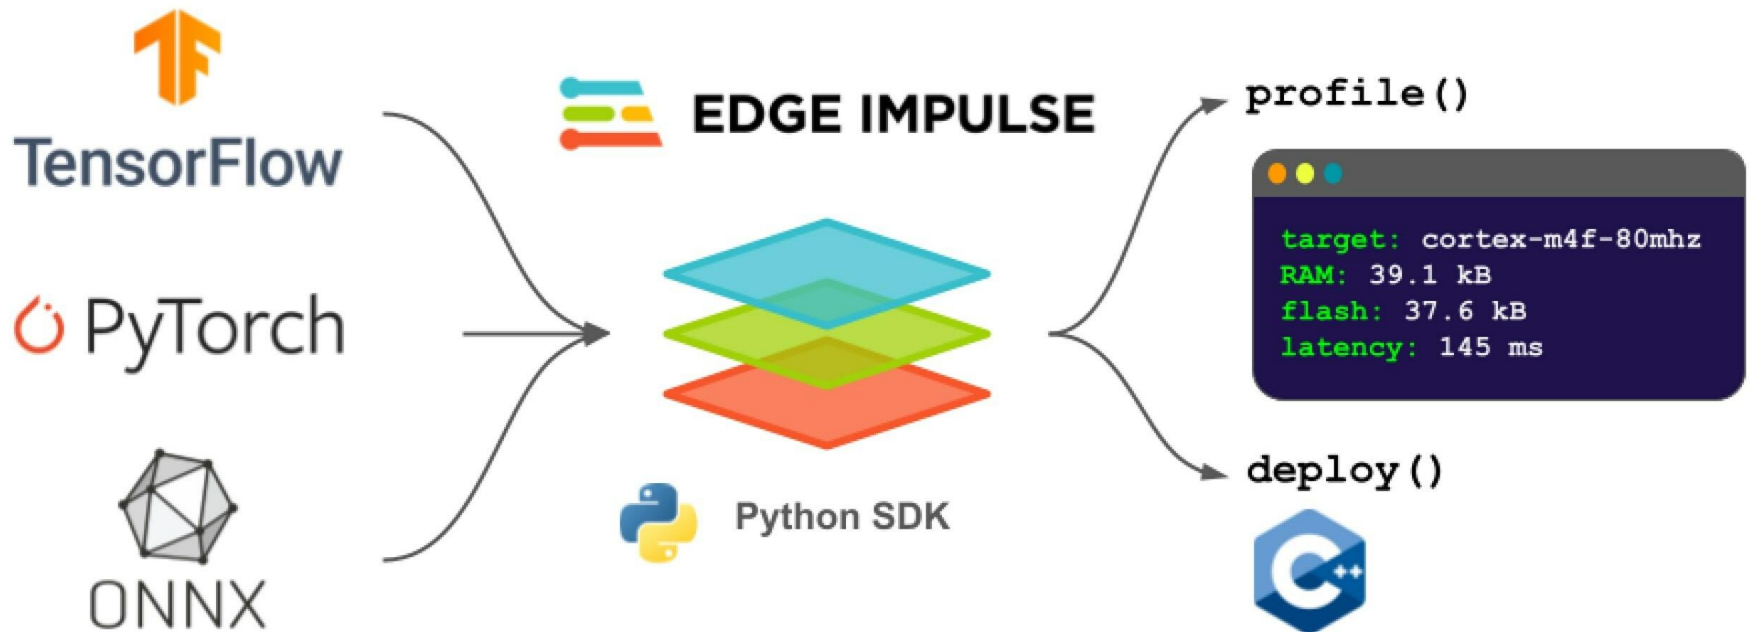 TensorFlow
PyTorch
ONNX
EDGE IMPULSE
Python SDK
profile()
target: cortex-m4f-80mhz
RAM: 39.1 kB
flash: 37.6 kB
latency: 145 ms
deploy()
C++